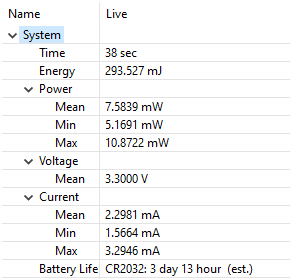 Name Live
System
Time 38 sec
Energy 293.527 mJ
Power
Mean 7.5839 mW
Min 5.1691 mW
Max 10.8722 mW
Voltage
Mean 3.3000 V
Current
Mean 2.2981 mA
Min 1.5664 mA
Max 3.2946 mA
Battery Life CR2032: 3 day 13 hour (est.)